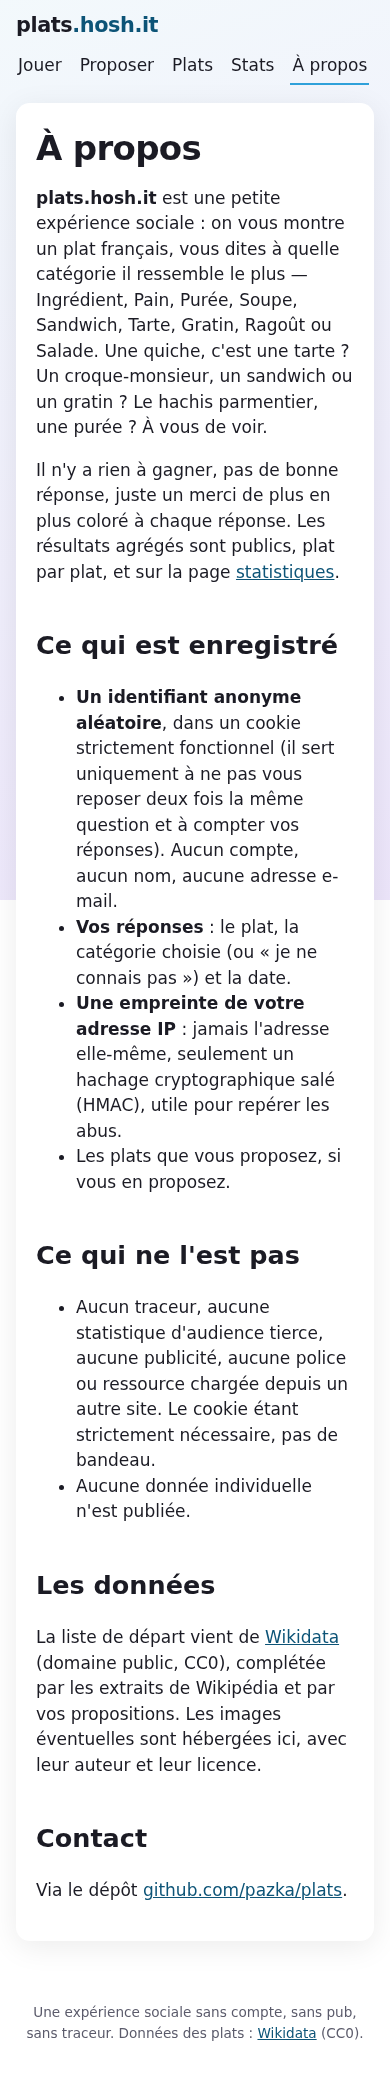 plats.hosh.it
Jouer Proposer Plats Stats À propos
À propos
plats.hosh.it est une petite
expérience sociale : on vous montre
un plat français, vous dites à quelle
catégorie il ressemble le plus —
Ingrédient, Pain, Purée, Soupe,
Sandwich, Tarte, Gratin, Ragoût ou
Salade. Une quiche, c'est une tarte ?
Un croque-monsieur, un sandwich ou
un gratin ? Le hachis parmentier,
une purée ? À vous de voir.
Il n'y a rien à gagner, pas de bonne
réponse, juste un merci de plus en
plus coloré à chaque réponse. Les
résultats agrégés sont publics, plat
par plat, et sur la page statistiques.
Ce qui est enregistré
• Un identifiant anonyme
aléatoire, dans un cookie
strictement fonctionnel (il sert
uniquement à ne pas vous
reposer deux fois la même
question et à compter vos
réponses). Aucun compte,
aucun nom, aucune adresse e-
mail.
• Vos réponses : le plat, la
catégorie choisie (ou « je ne
connais pas ») et la date.
• Une empreinte de votre
adresse IP : jamais l'adresse
elle-même, seulement un
hachage cryptographique salé
(HMAC), utile pour repérer les
abus.
• Les plats que vous proposez, si
vous en proposez.
Ce qui ne l'est pas
• Aucun traceur, aucune
statistique d'audience tierce,
aucune publicité, aucune police
ou ressource chargée depuis un
autre site. Le cookie étant
strictement nécessaire, pas de
bandeau.
• Aucune donnée individuelle
n'est publiée.
Les données
La liste de départ vient de Wikidata
(domaine public, CC0), complétée
par les extraits de Wikipédia et par
vos propositions. Les images
éventuelles sont hébergées ici, avec
leur auteur et leur licence.
Contact
Via le dépôt github.com/pazka/plats.
Une expérience sociale sans compte, sans pub,
sans traceur. Données des plats : Wikidata (CC0).